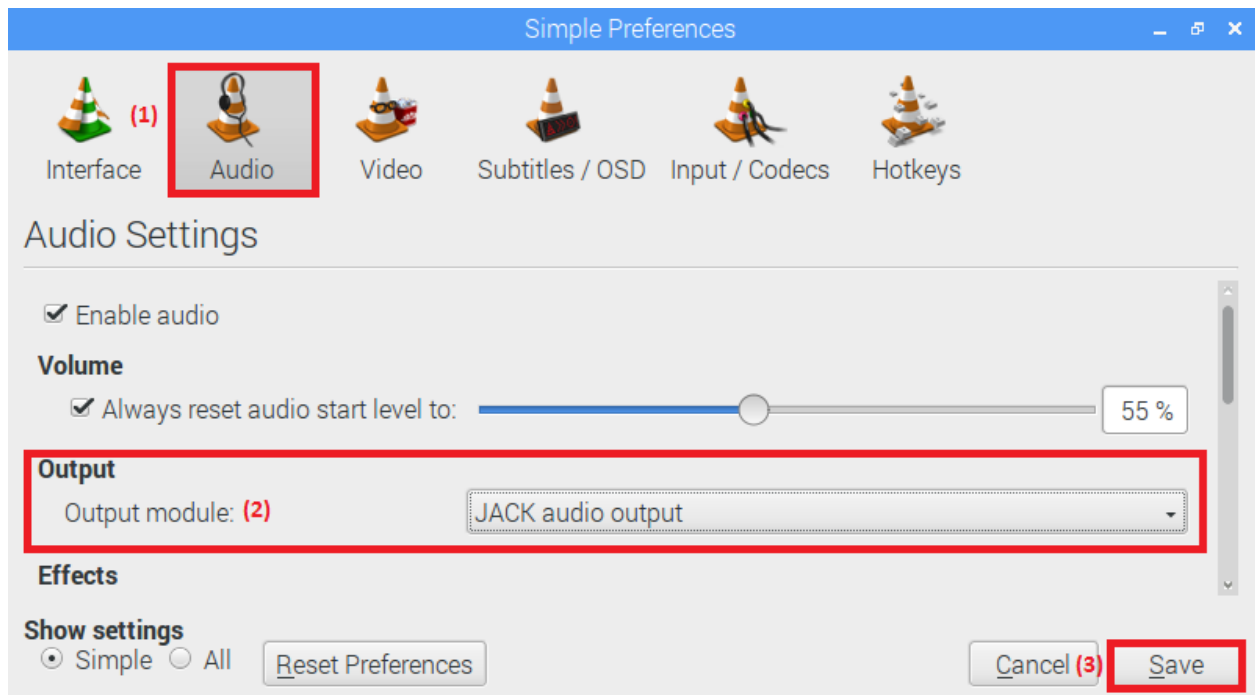 Simple Preferences
(1)
Interface Audio Video Subtitles / OSD Input / Codecs Hotkeys
Audio Settings
Enable audio
Volume
Always reset audio start level to: 55 %
Output
Output module: (2) JACK audio output
Effects
Show settings
Simple All Reset Preferences Cancel (3) Save